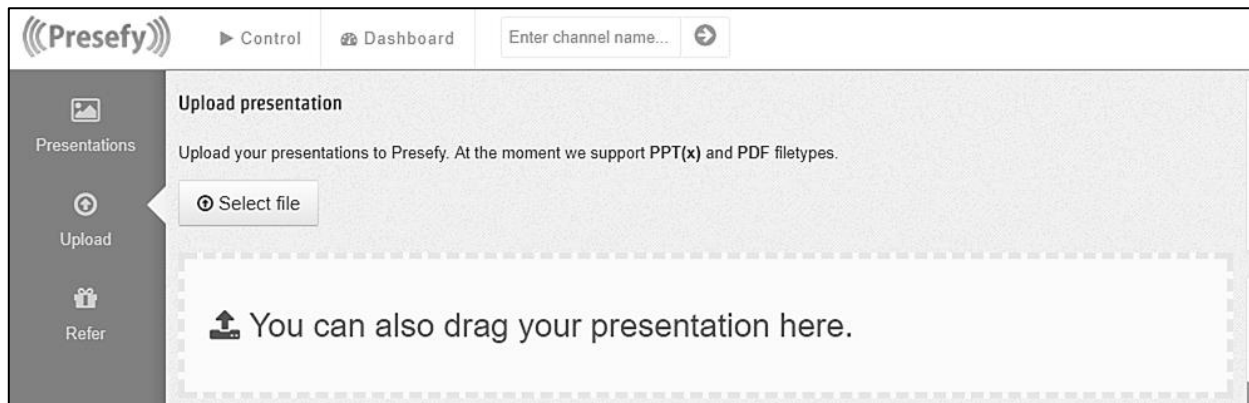 (((Presefy)))
Control
Dashboard
Enter channel name...
Presentations
Upload
Refer
Upload presentation
Upload your presentations to Presefy. At the moment we support PPT(x) and PDF filetypes.
Select file
You can also drag your presentation here.